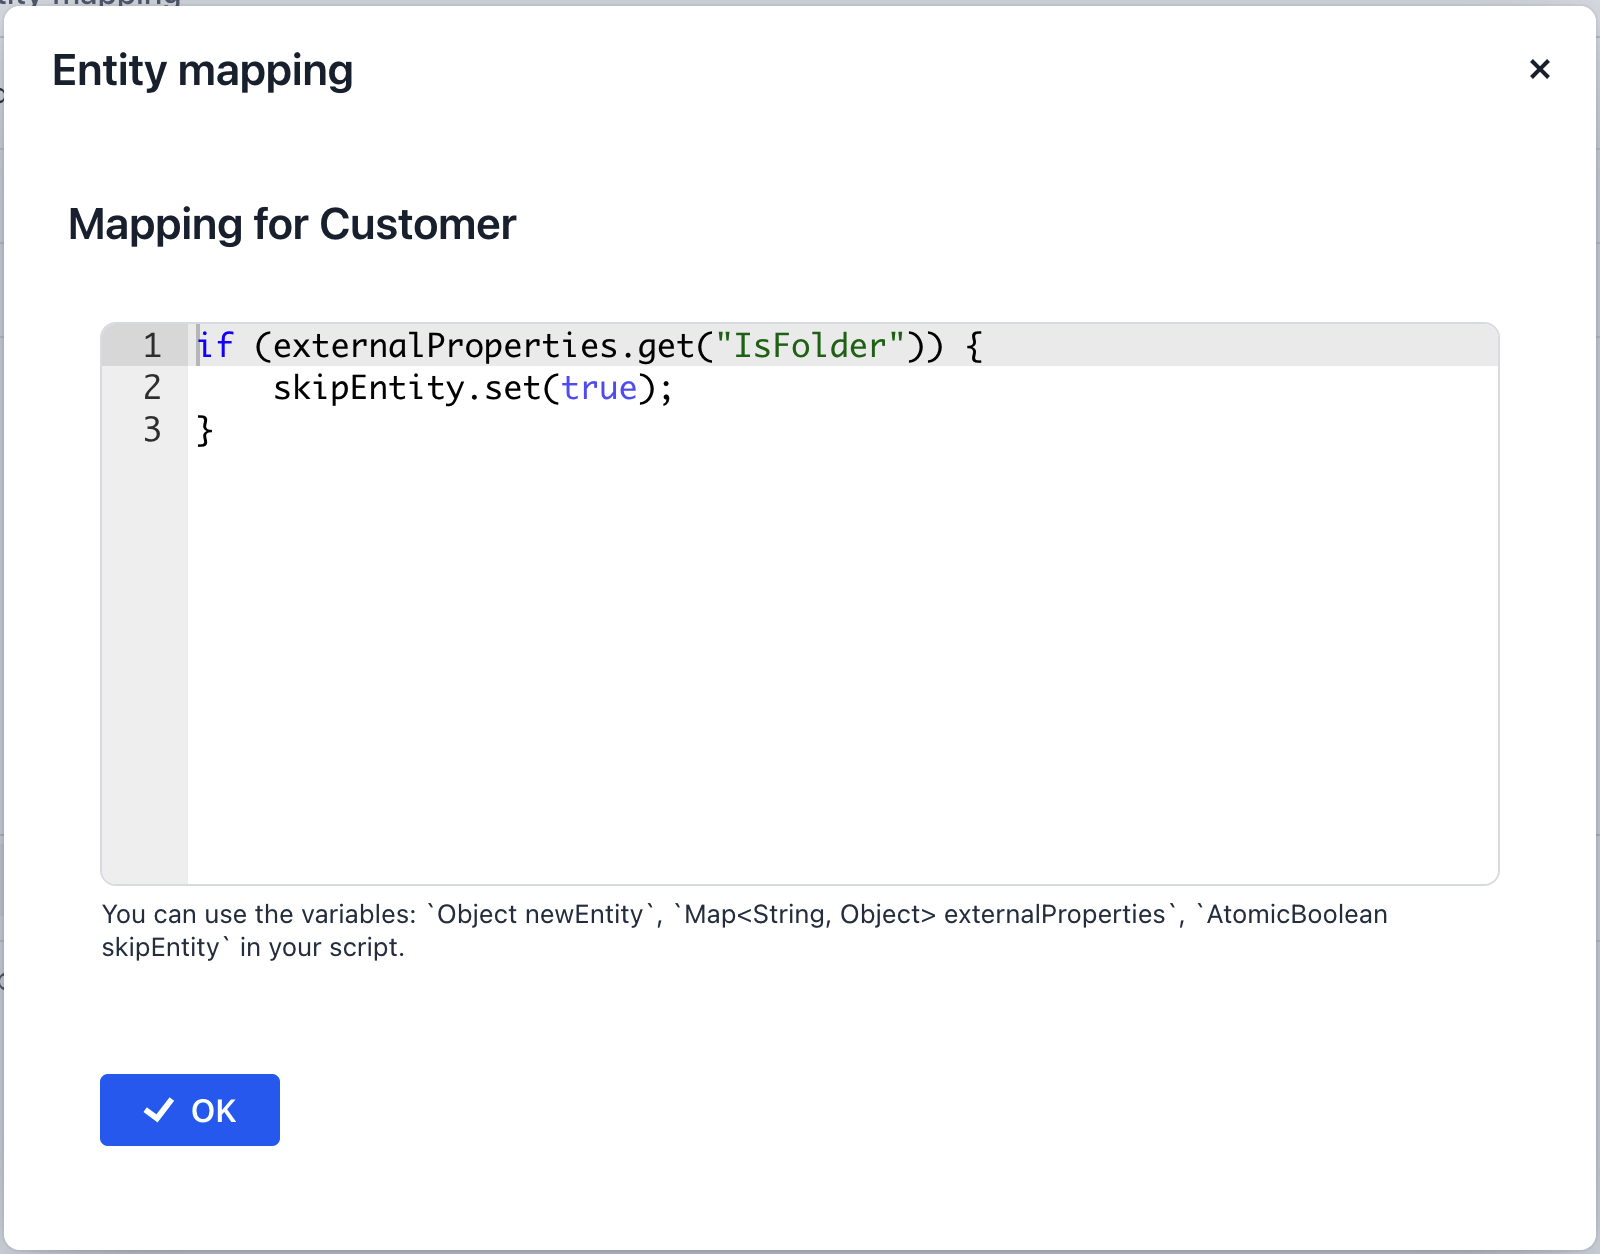 Entity mapping
Mapping for Customer
1 if (externalProperties.get("IsFolder")) {
2     skipEntity.set(true);
3 }
You can use the variables: `Object newEntity`, `Map<String, Object> externalProperties`, `AtomicBoolean
skipEntity` in your script.
OK